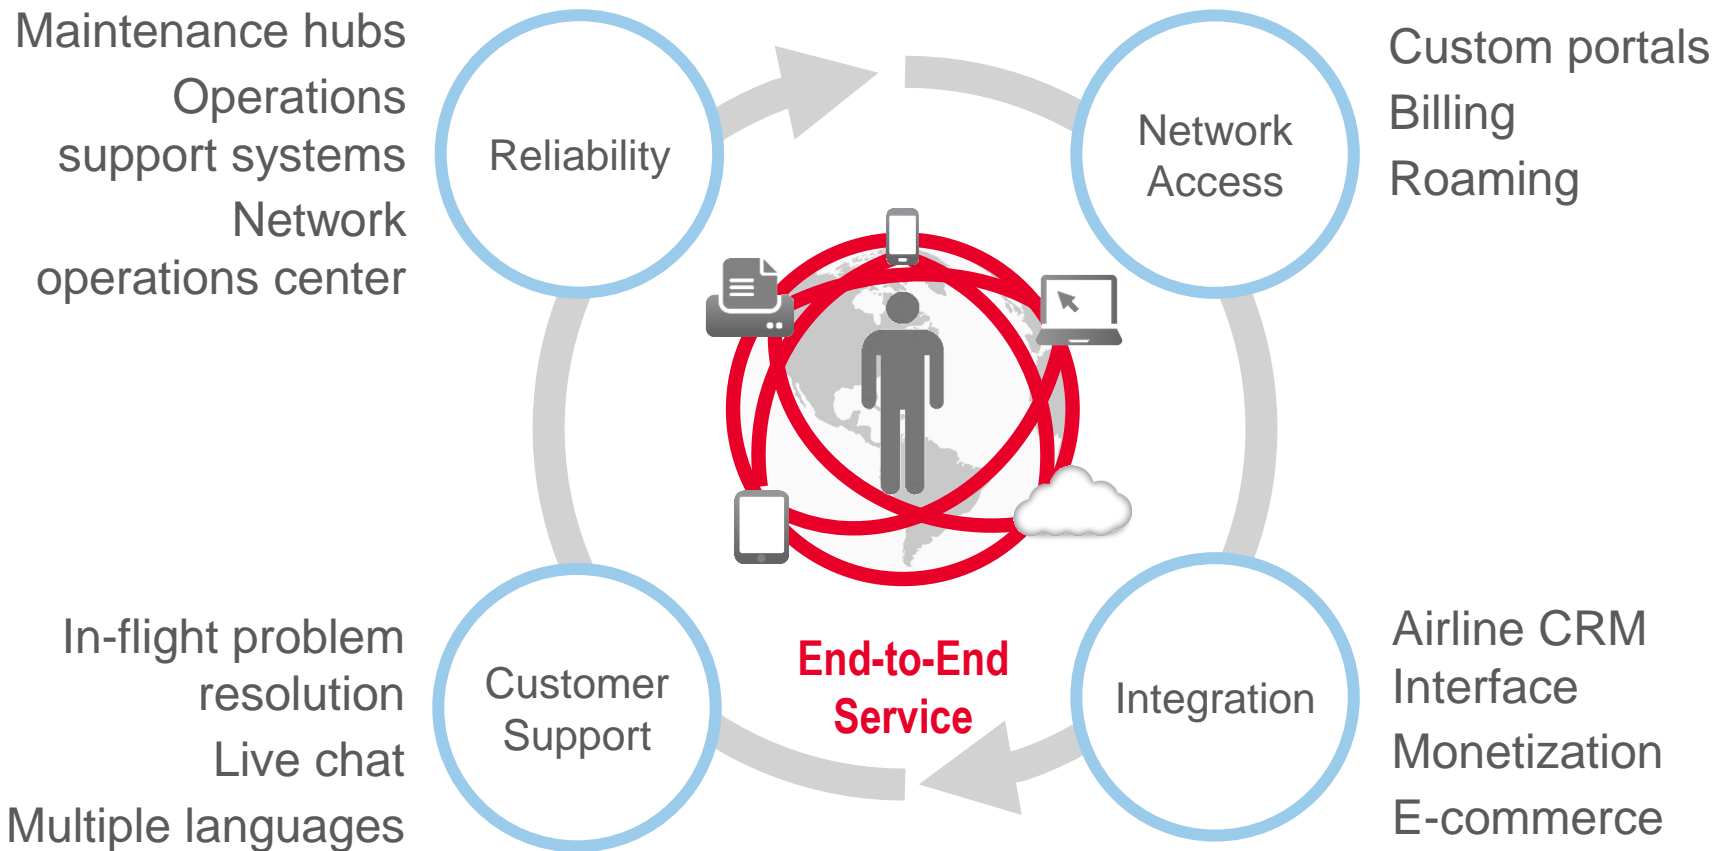 Maintenance hubs
Operations
support systems
Network
operations center
Reliability
Network
Access
Custom portals
Billing
Roaming
In-flight problem
resolution
Live chat
Multiple languages
Customer
Support
End-to-End
Service
Integration
Airline CRM
Interface
Monetization
E-commerce